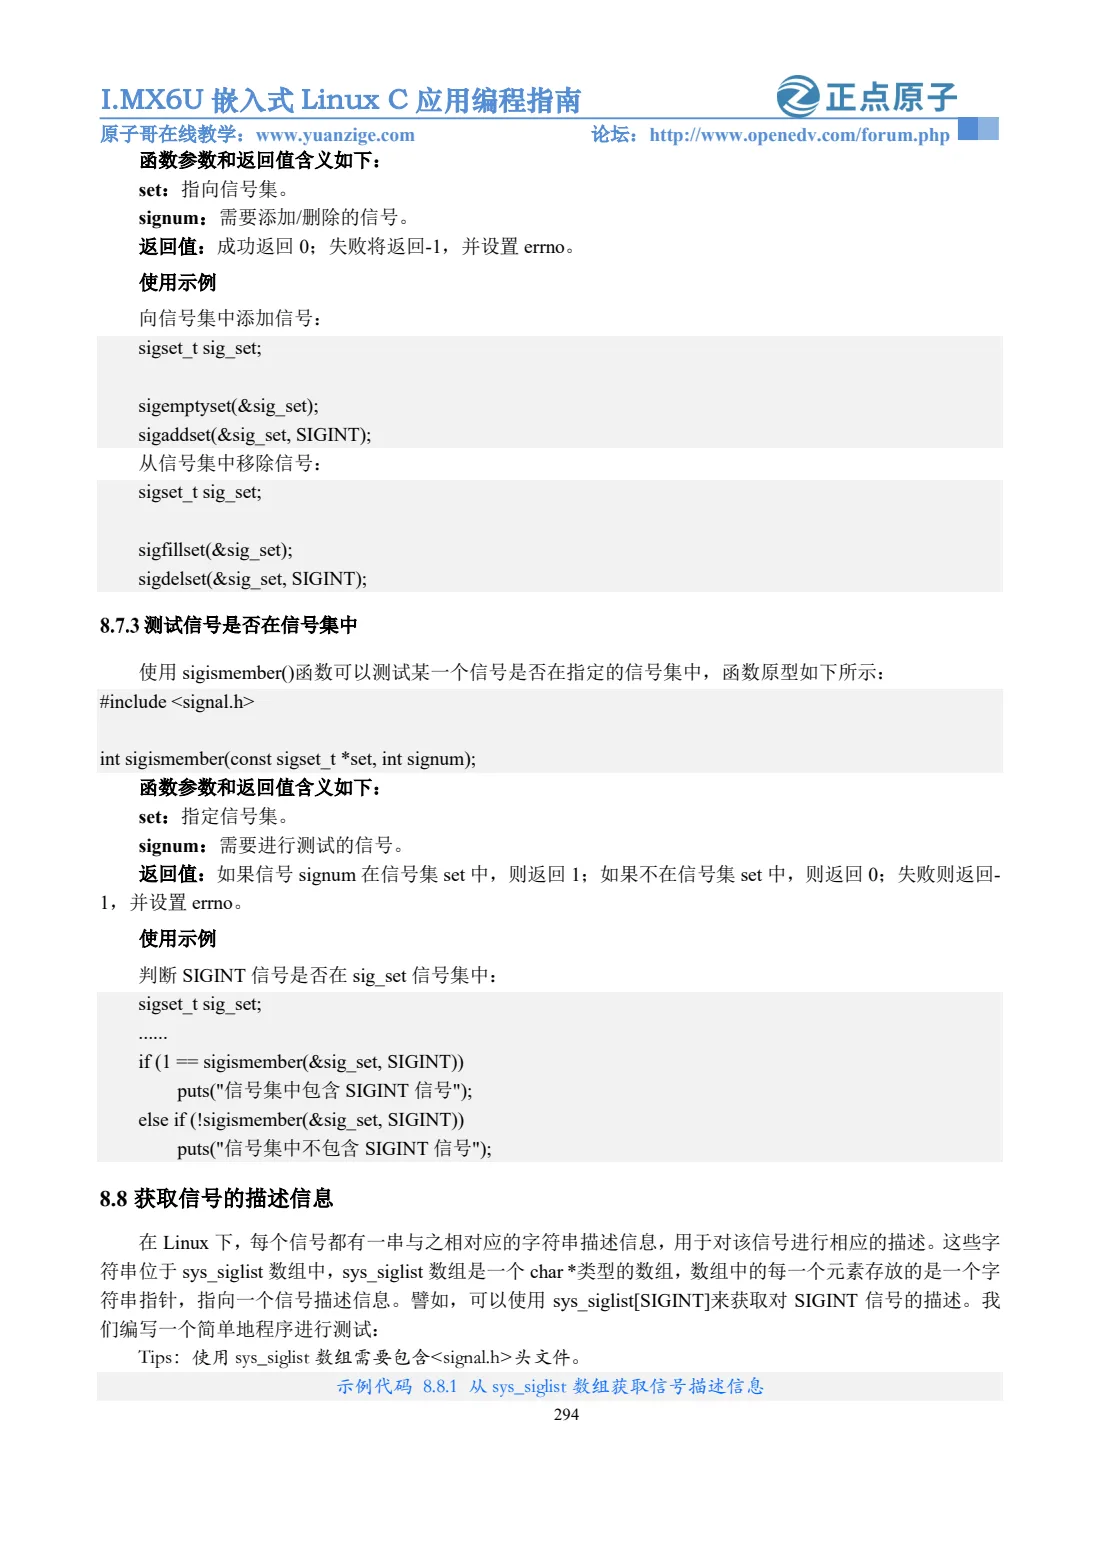 I.MX6U 嵌入式 Linux C 应用编程指南
正点原子
原子哥在线教学：www.yuanzige.com 论坛：http://www.openedv.com/forum.php
函数参数和返回值含义如下：
set：指向信号集。
signum：需要添加/删除的信号。
返回值：成功返回 0；失败将返回-1，并设置 errno。
使用示例
向信号集中添加信号：
sigset_t sig_set;
sigemptyset(&sig_set);
sigaddset(&sig_set, SIGINT);
从信号集中移除信号：
sigset_t sig_set;
sigfillset(&sig_set);
sigdelset(&sig_set, SIGINT);
8.7.3 测试信号是否在信号集中
使用 sigismember()函数可以测试某一个信号是否在指定的信号集中，函数原型如下所示：
#include <signal.h>
int sigismember(const sigset_t *set, int signum);
函数参数和返回值含义如下：
set：指定信号集。
signum：需要进行测试的信号。
返回值：如果信号 signum 在信号集 set 中，则返回 1；如果不在信号集 set 中，则返回 0；失败则返回-
1，并设置 errno。
使用示例
判断 SIGINT 信号是否在 sig_set 信号集中：
sigset_t sig_set;
......
if (1 == sigismember(&sig_set, SIGINT))
puts("信号集中包含 SIGINT 信号");
else if (!sigismember(&sig_set, SIGINT))
puts("信号集中不包含 SIGINT 信号");
8.8 获取信号的描述信息
在 Linux 下，每个信号都有一串与之相对应的字符串描述信息，用于对该信号进行相应的描述。这些字
符串位于 sys_siglist 数组中，sys_siglist 数组是一个 char *类型的数组，数组中的每一个元素存放的是一个字
符串指针，指向一个信号描述信息。譬如，可以使用 sys_siglist[SIGINT]来获取对 SIGINT 信号的描述。我
们编写一个简单地程序进行测试：
Tips：使用 sys_siglist 数组需要包含<signal.h>头文件。
示例代码 8.8.1 从 sys_siglist 数组获取信号描述信息
294